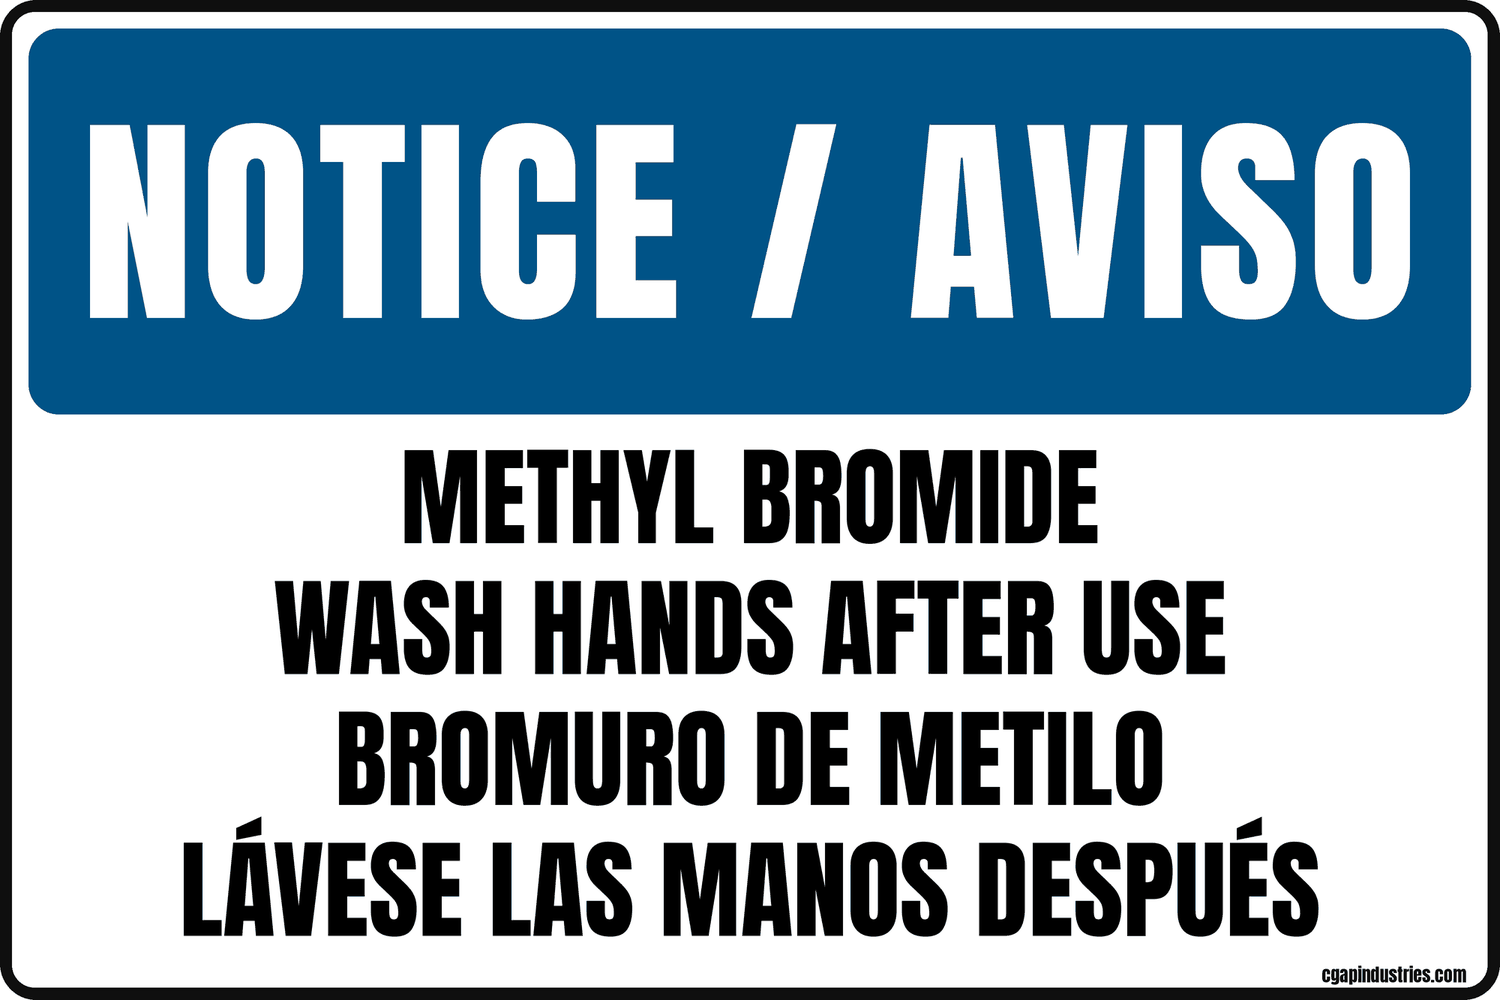 NOTICE / AVISO
METHYL BROMIDE
WASH HANDS AFTER USE
BROMURO DE METILO
LÁVESE LAS MANOS DESPUÉS
cgapindustries.com